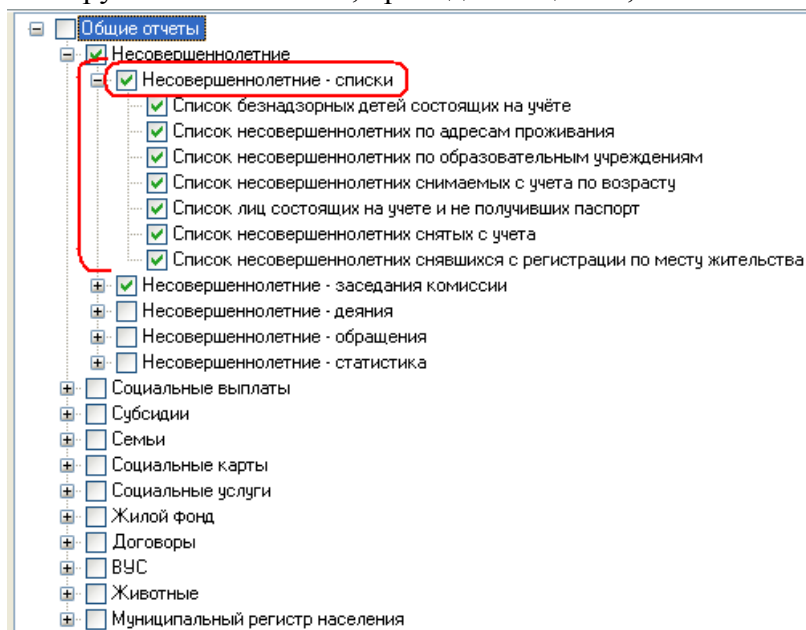 Общие отчеты
Несовершеннолетние
Несовершеннолетние - списки
Список безнадзорных детей состоящих на учёте
Список несовершеннолетних по адресам проживания
Список несовершеннолетних по образовательным учреждениям
Список несовершеннолетних снимаемых с учета по возрасту
Список лиц состоящих на учете и не получивших паспорт
Список несовершеннолетних снятых с учета
Список несовершеннолетних снявшихся с регистрации по месту жительства
Несовершеннолетние - заседания комиссии
Несовершеннолетние - деяния
Несовершеннолетние - обращения
Несовершеннолетние - статистика
Социальные выплаты
Субсидии
Семьи
Социальные карты
Социальные услуги
Жилой фонд
Договоры
ВУС
Животные
Муниципальный регистр населения